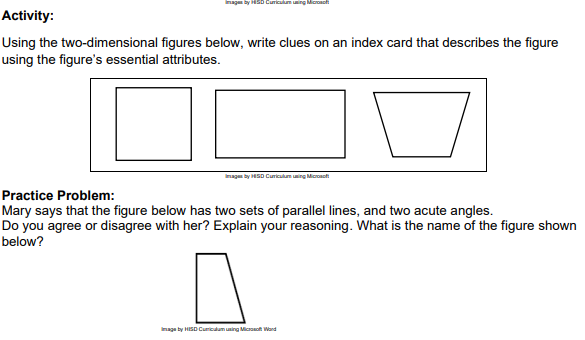 Images by HISD Curriculum using Microsoft
Activity:
Using the two-dimensional figures below, write clues on an index card that describes the figure
using the figure's essential attributes.
Images by HISD Curriculum using Microsoft
Practice Problem:
Mary says that the figure below has two sets of parallel lines, and two acute angles.
Do you agree or disagree with her? Explain your reasoning. What is the name of the figure shown
below?
Image by HISD Curriculum using Microsoft Word